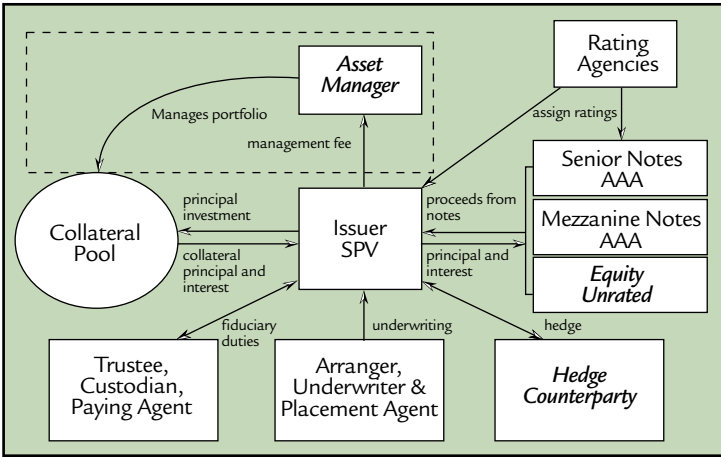 Asset
Manager
Rating
Agencies
Manages portfolio
management fee
assign ratings
Senior Notes
AAA
Collateral
Pool
principal
investment
Issuer
SPV
proceeds from
notes
Mezzanine Notes
AAA
collateral
principal and
interest
principal and
interest
Equity
Unrated
fiduciary
duties
underwriting
hedge
Trustee,
Custodian,
Paying Agent
Arranger,
Underwriter &
Placement Agent
Hedge
Counterparty